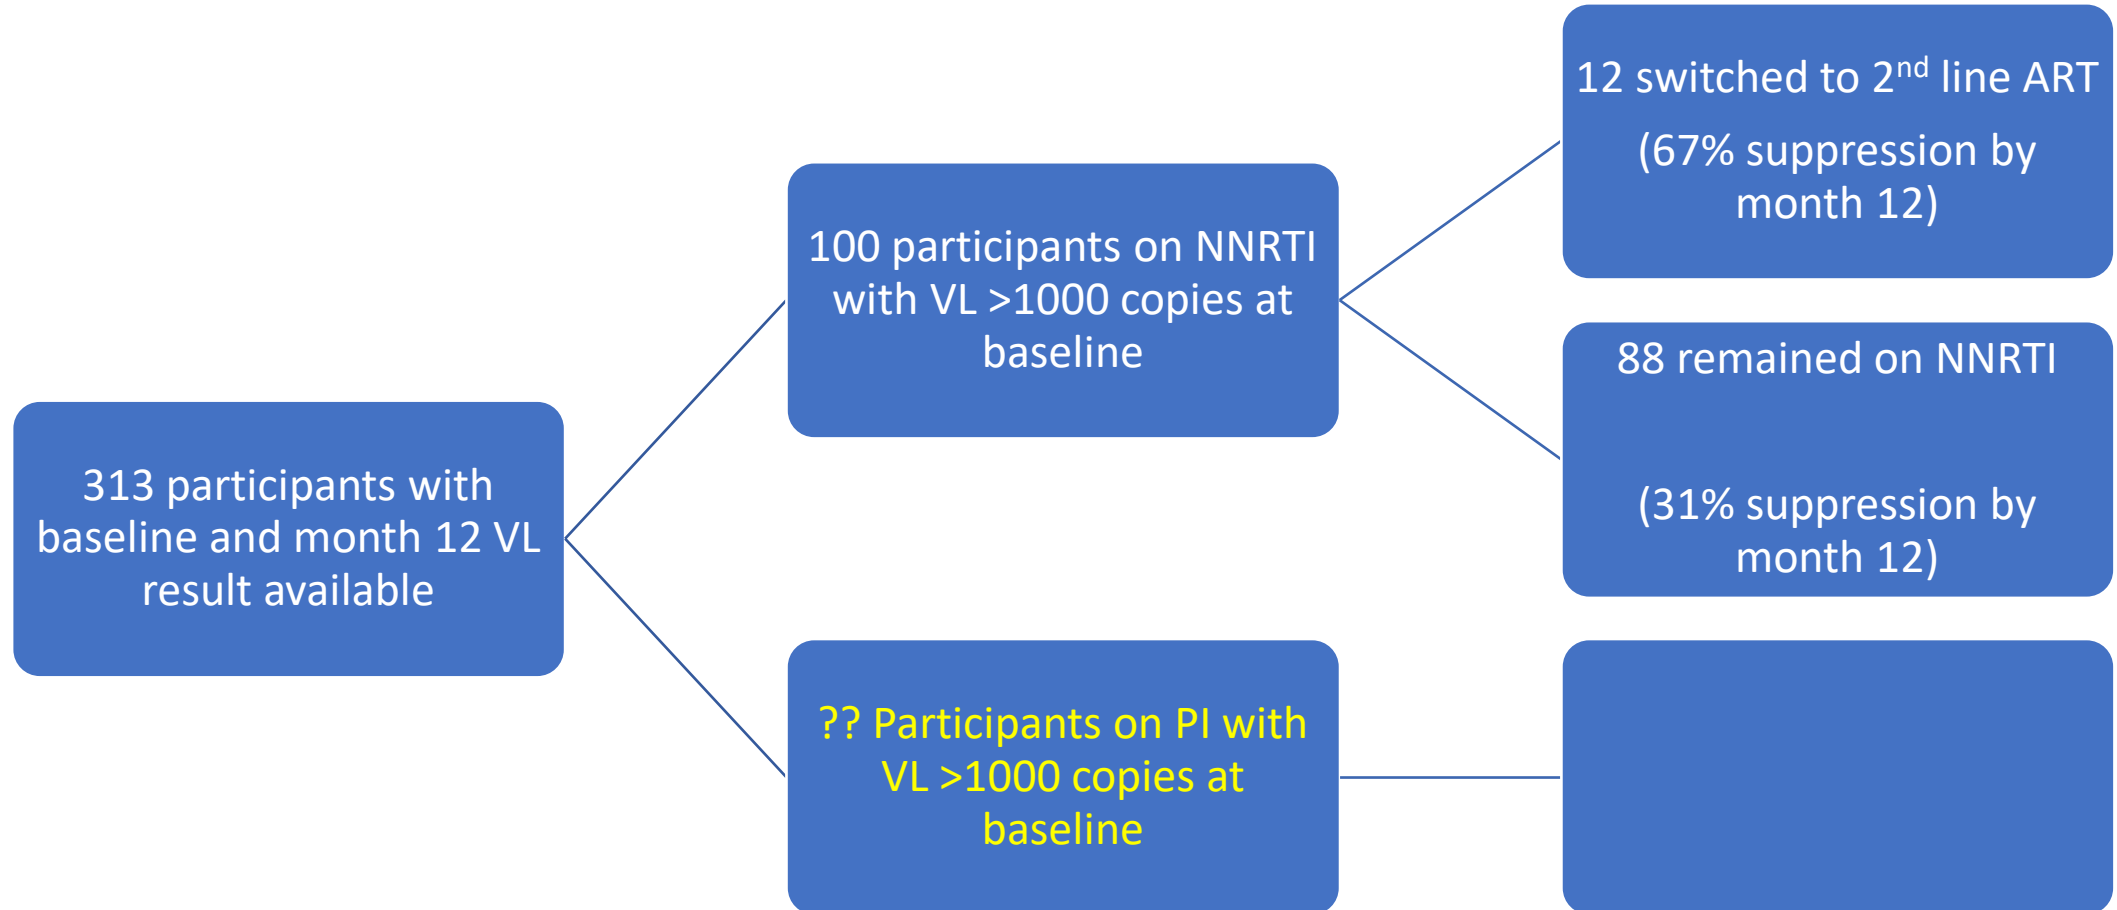 313 participants with
baseline and month 12 VL
result available
100 participants on NNRTI
with VL >1000 copies at
baseline
12 switched to 2nd line ART
(67% suppression by
month 12)
88 remained on NNRTI
(31% suppression by
month 12)
?? Participants on PI with
VL >1000 copies at
baseline